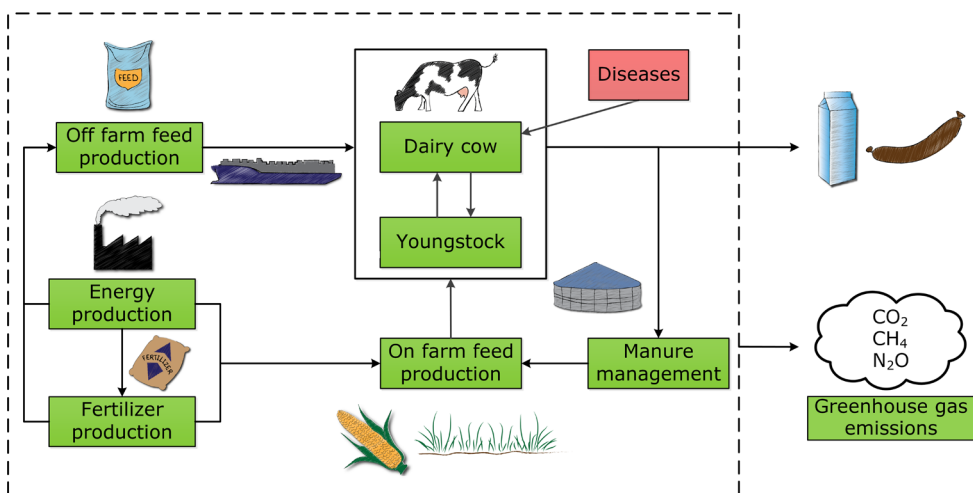 FEED
Off farm feed
production
Diseases
Dairy cow
Youngstock
Energy
production
FERTILIZER
Fertilizer
production
On farm feed
production
Manure
management
CO₂
CH₄
N₂O
Greenhouse gas
emissions